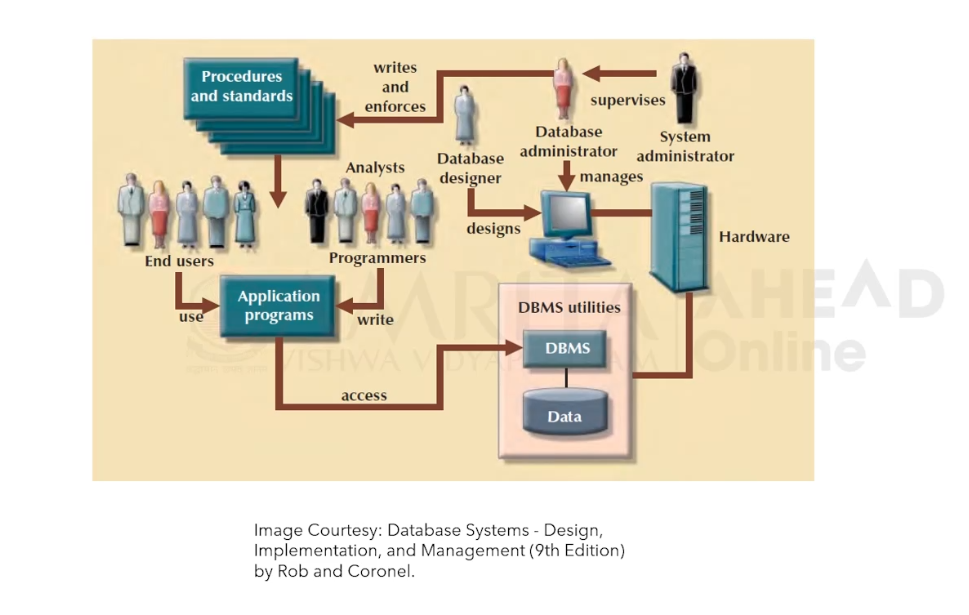 Procedures
and standards
writes
and
enforces
supervises
Database
administrator
System
administrator
Analysts
Database
designer
manages
designs
Hardware
End users
Programmers
Application
programs
use
write
DBMS utilities
DBMS
access
Data
AHEAD
Online
VISHWA VIDYAPEETHAM
Image Courtesy: Database Systems - Design,
Implementation, and Management (9th Edition)
by Rob and Coronel.